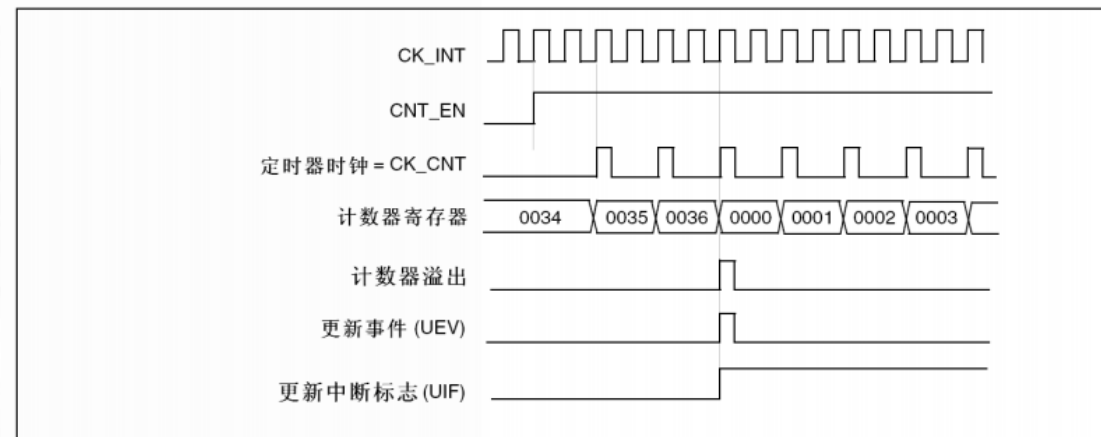 CK_INT
CNT_EN
定时器时钟 = CK_CNT
计数器寄存器 0034 0035 0036 0000 0001 0002 0003
计数器溢出
更新事件 (UEV)
更新中断标志 (UIF)